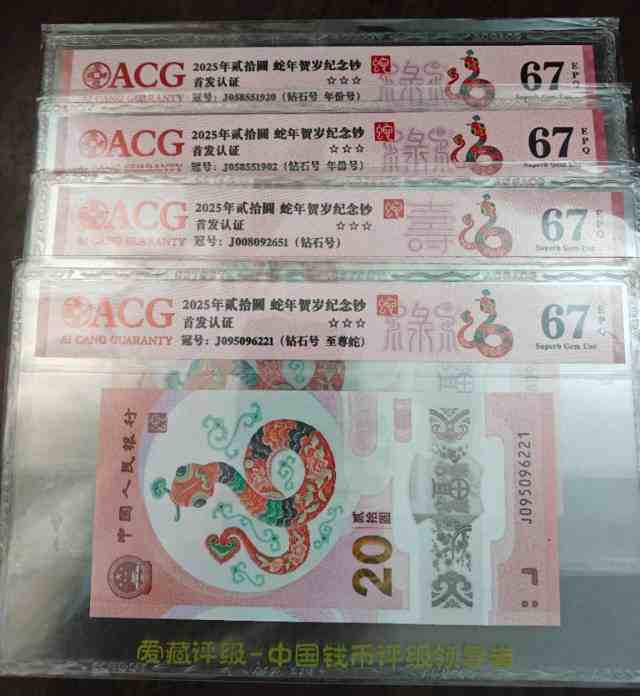 ACG
AI CANG GUARANTY
2025年贰拾圆 蛇年贺岁纪念钞
首发认证 ☆☆☆
冠号: J058551920 (钻石号 年份号)
67 EPQ
ACG
AI CANG GUARANTY
2025年贰拾圆 蛇年贺岁纪念钞
首发认证 ☆☆☆
冠号: J058551902 (钻石号 年份号)
67 EPQ
ACG
AI CANG GUARANTY
2025年贰拾圆 蛇年贺岁纪念钞
首发认证 ☆☆☆
冠号: J008092651 (钻石号)
壽
67
Superb Gem Unc
ACG
AI CANG GUARANTY
2025年贰拾圆 蛇年贺岁纪念钞
首发认证 ☆☆☆
冠号: J095096221 (钻石号 至尊蛇)
67
Superb Gem Unc
中国人民银行
贰拾圆
20
J095096221
爱藏评级-中国钱币评级领导者